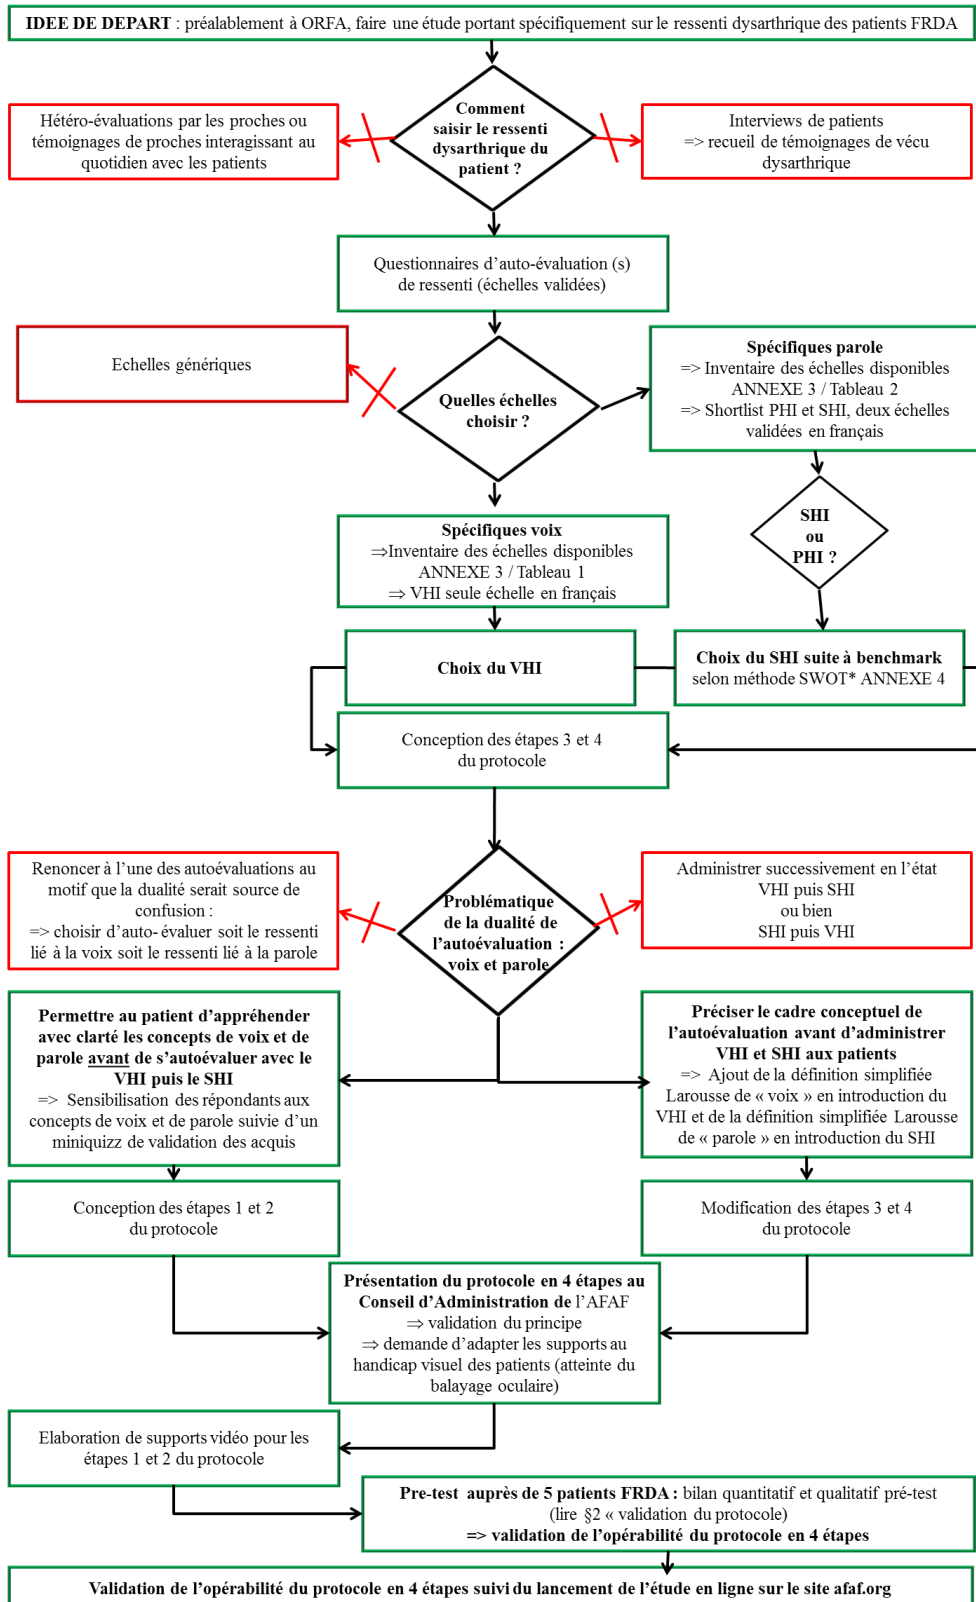 IDEE DE DEPART : préalablement à ORFA, faire une étude portant spécifiquement sur le ressenti dysarthrique des patients FRDA
Comment
saisir le ressenti
dysarthrique du
patient ?
Hétéro-évaluations par les proches ou
témoignages de proches interagissant au
quotidien avec les patients
Interviews de patients
=> recueil de témoignages de vécu
dysarthrique
Questionnaires d'auto-évaluation (s)
de ressenti (échelles validées)
Echelles génériques
Quelles échelles
choisir ?
Spécifiques parole
=> Inventaire des échelles disponibles
ANNEXE 3 / Tableau 2
=> Shortlist PHI et SHI, deux échelles
validées en français
SHI
ou
PHI ?
Spécifiques voix
⇒Inventaire des échelles disponibles
ANNEXE 3 / Tableau 1
⇒ VHI seule échelle en français
Choix du VHI
Choix du SHI suite à benchmark
selon méthode SWOT* ANNEXE 4
Conception des étapes 3 et 4
du protocole
Renoncer à l'une des autoévaluations au
motif que la dualité serait source de
confusion :
=> choisir d'auto-évaluer soit le ressenti
lié à la voix soit le ressenti lié à la parole
Problématique
de la dualité de
l'autoévaluation :
voix et parole
Administrer successivement en l'état
VHI puis SHI
ou bien
SHI puis VHI
Permettre au patient d'appréhender
avec clarté les concepts de voix et de
parole avant de s'autoévaluer avec le
VHI puis le SHI
=> Sensibilisation des répondants aux
concepts de voix et de parole suivie d'un
miniquizz de validation des acquis
Préciser le cadre conceptuel de
l'autoévaluation avant d'administrer
VHI et SHI aux patients
=> Ajout de la définition simplifiée
Larousse de « voix » en introduction du
VHI et de la définition simplifiée Larousse
de « parole » en introduction du SHI
Conception des étapes 1 et 2
du protocole
Modification des étapes 3 et 4
du protocole
Présentation du protocole en 4 étapes au
Conseil d'Administration de l'AFAF
⇒ validation du principe
⇒ demande d'adapter les supports au
handicap visuel des patients (atteinte du
balayage oculaire)
Elaboration de supports vidéo pour les
étapes 1 et 2 du protocole
Pre-test auprès de 5 patients FRDA : bilan quantitatif et qualitatif pré-test
(lire §2 « validation du protocole)
=> validation de l'opérabilité du protocole en 4 étapes
Validation de l'opérabilité du protocole en 4 étapes suivi du lancement de l'étude en ligne sur le site afaf.org